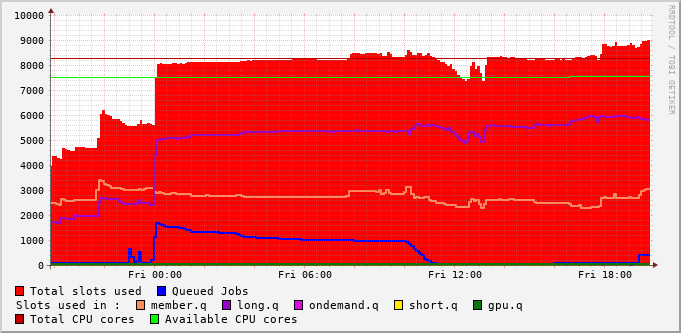 10000
9000
8000
7000
6000
5000
4000
3000
2000
1000
0
Fri 00:00 Fri 06:00 Fri 12:00 Fri 18:00
RRDTOOL / TOBI OETIKER
Total slots used Queued Jobs
Slots used in : member.q long.q ondemand.q short.q gpu.q
Total CPU cores
Available CPU cores